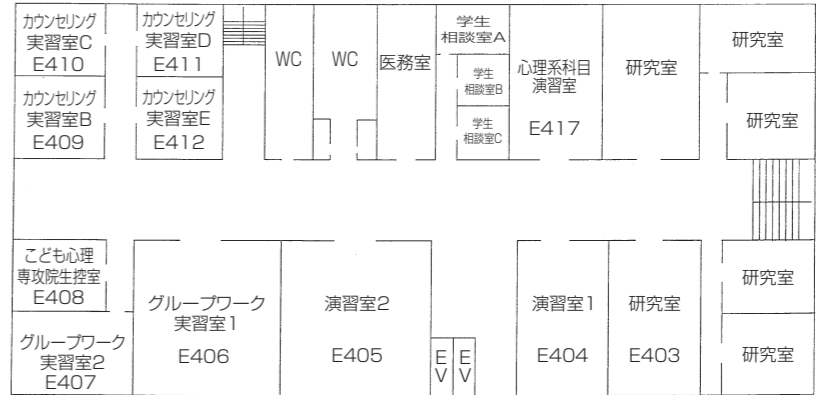 カウンセリング
実習室C
E410
カウンセリング
実習室D
E411
WC
WC
医務室
学生
相談室A
学生
相談室B
学生
相談室C
心理系科目
演習室
E417
研究室
研究室
研究室
カウンセリング
実習室B
E409
カウンセリング
実習室E
E412
こども心理
専攻院生控室
E408
グループワーク
実習室2
E407
グループワーク
実習室1
E406
演習室2
E405
EV
EV
演習室1
E404
研究室
E403
研究室
研究室